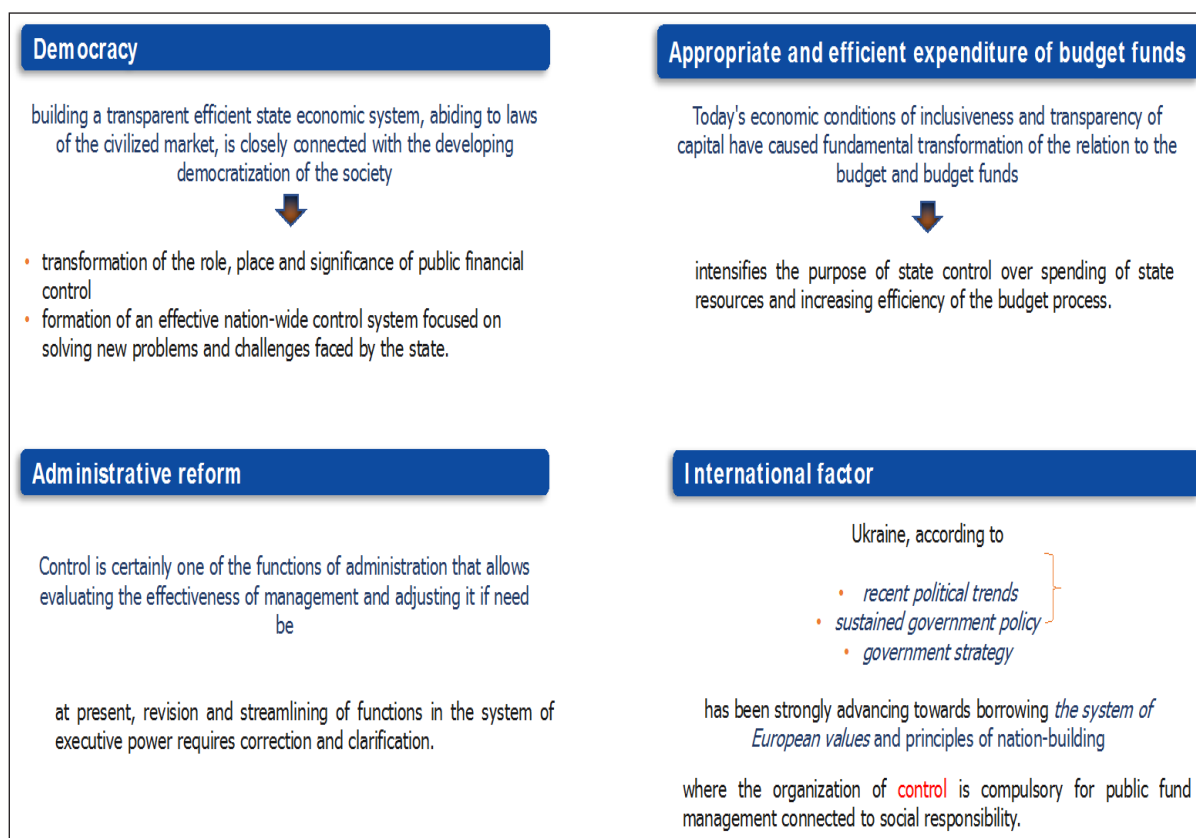 Democracy
building a transparent efficient state economic system, abiding to laws
of the civilized market, is closely connected with the developing
democratization of the society
• transformation of the role, place and significance of public financial
control
• formation of an effective nation-wide control system focused on
solving new problems and challenges faced by the state.
Appropriate and efficient expenditure of budget funds
Today's economic conditions of inclusiveness and transparency of
capital have caused fundamental transformation of the relation to the
budget and budget funds
intensifies the purpose of state control over spending of state
resources and increasing efficiency of the budget process.
Administrative reform
Control is certainly one of the functions of administration that allows
evaluating the effectiveness of management and adjusting it if need
be
at present, revision and streamlining of functions in the system of
executive power requires correction and clarification.
International factor
Ukraine, according to
• recent political trends
• sustained government policy
• government strategy
has been strongly advancing towards borrowing the system of
European values and principles of nation-building
where the organization of control is compulsory for public fund
management connected to social responsibility.